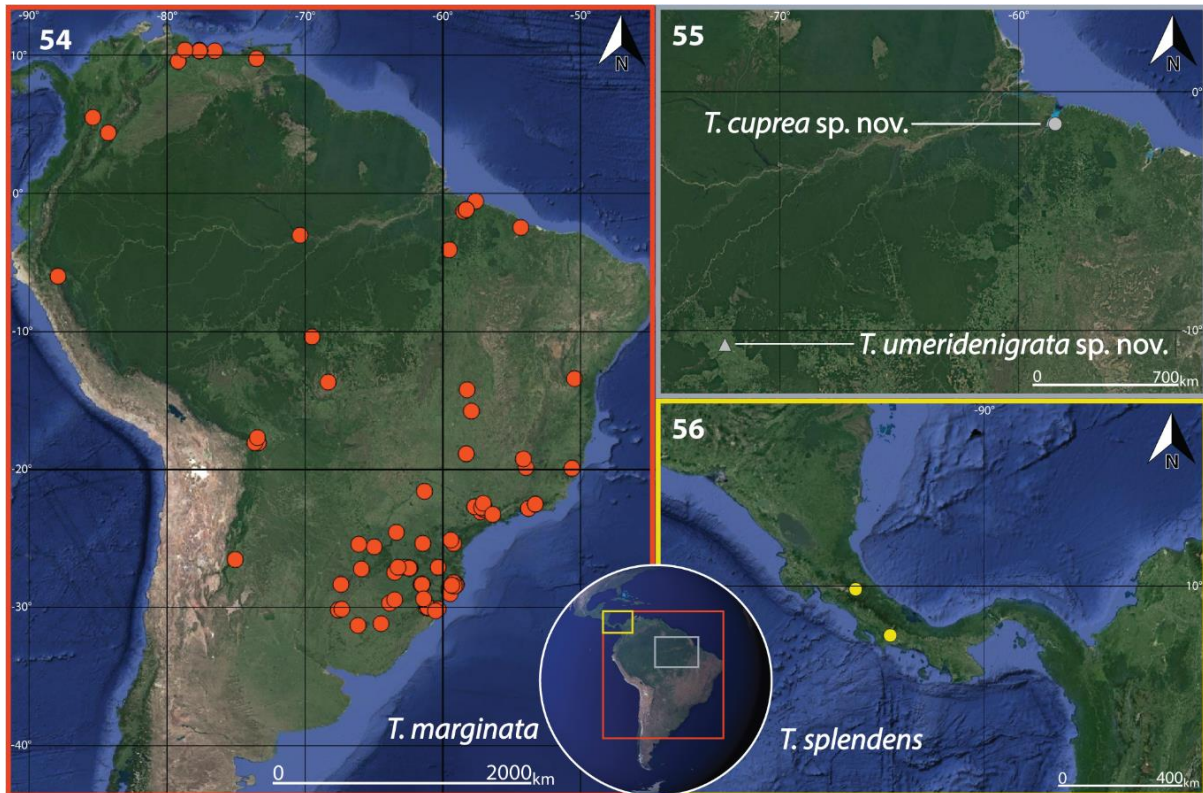 54
-90°
-80°
-70°
-60°
-50°
10°
0°
-10°
-20°
-30°
-40°
N
T. marginata
0 2000km
55
-70°
-60°
0°
-10°
N
T. cuprea sp. nov.
T. umeridenigrata sp. nov.
0 700km
56
-90°
10°
N
T. splendens
0 400km